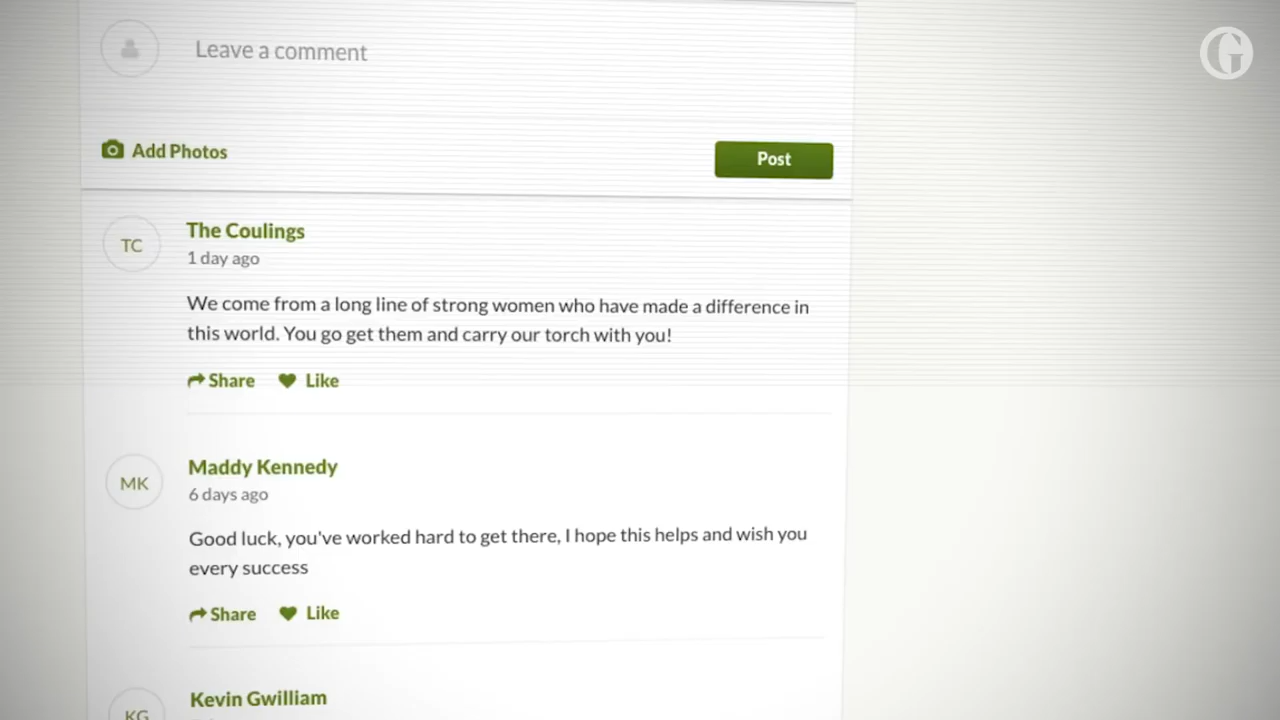 Leave a comment
Add Photos
Post
TC
The Coulings
1 day ago
We come from a long line of strong women who have made a difference in
this world. You go get them and carry our torch with you!
Share Like
MK
Maddy Kennedy
6 days ago
Good luck, you've worked hard to get there, I hope this helps and wish you
every success
Share Like
KG
Kevin Gwilliam